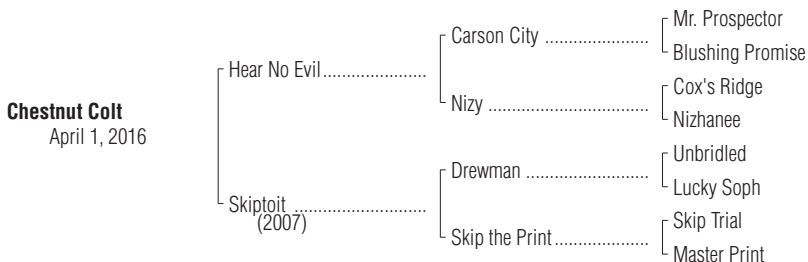 Mr. Prospector
Carson City ......................
Blushing Promise
Hear No Evil ......................
Cox's Ridge
Nizy ......................
Nizhanee
Chestnut Colt
April 1, 2016
Unbridled
Drewman ......................
Lucky Soph
Skiptoit ......................
(2007)
Skip Trial
Skip the Print ......................
Master Print